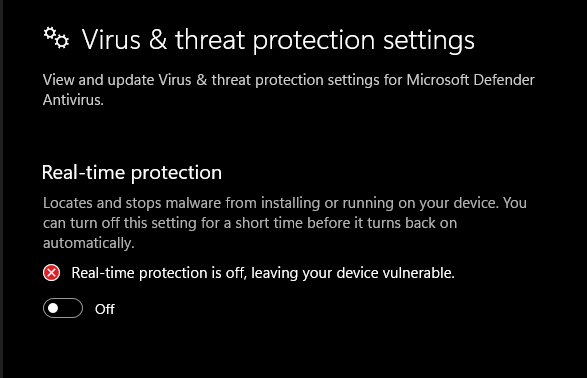 Virus & threat protection settings
View and update Virus & threat protection settings for Microsoft Defender
Antivirus.
Real-time protection
Locates and stops malware from installing or running on your device. You
can turn off this setting for a short time before it turns back on
automatically.
Real-time protection is off, leaving your device vulnerable.
Off